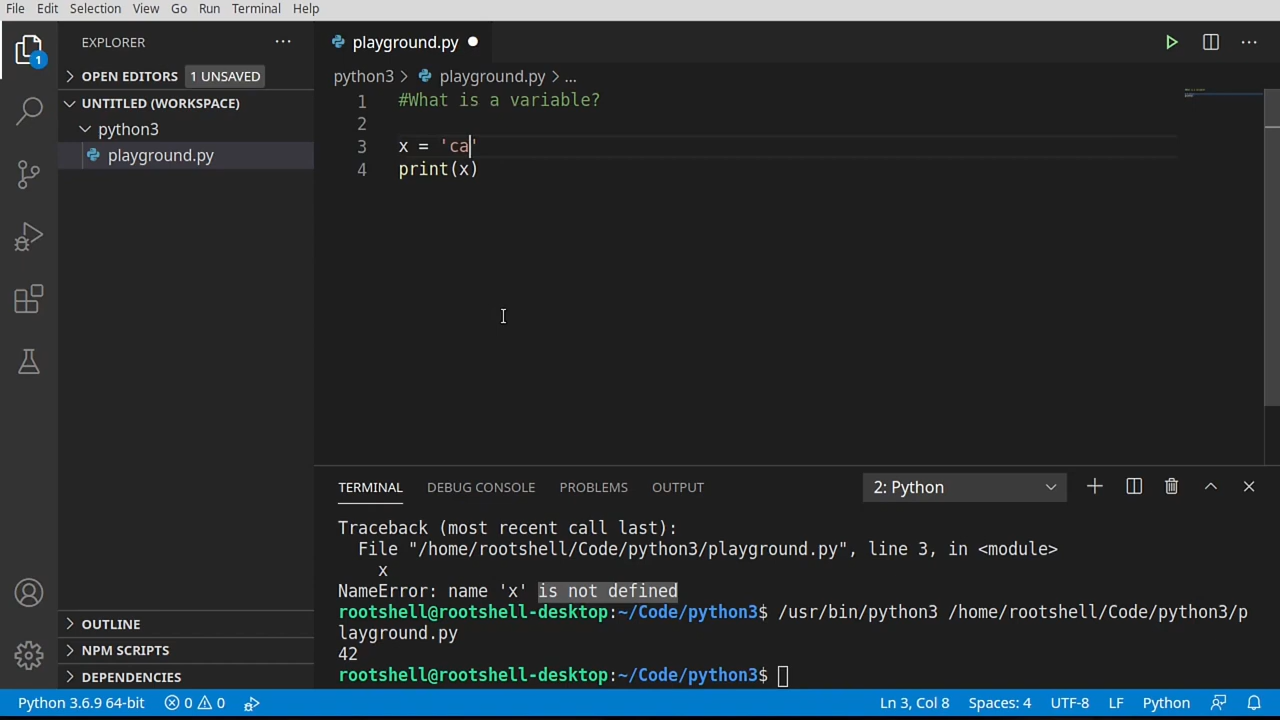 File Edit Selection View Go Run Terminal Help
EXPLORER
playground.py
OPEN EDITORS 1 UNSAVED
python3 > playground.py > ...
UNTITLED (WORKSPACE)
python3
playground.py
1 #What is a variable?
2
3 x = 'ca'
4 print(x)
1
TERMINAL DEBUG CONSOLE PROBLEMS OUTPUT 2: Python
Traceback (most recent call last):
File "/home/rootshell/Code/python3/playground.py", line 3, in <module>
x
NameError: name 'x' is not defined
rootshell@rootshell-desktop:~/Code/python3$ /usr/bin/python3 /home/rootshell/Code/python3/p
layground.py
42
rootshell@rootshell-desktop:~/Code/python3$
OUTLINE
NPM SCRIPTS
DEPENDENCIES
Python 3.6.9 64-bit 0 0 Ln 3, Col 8 Spaces: 4 UTF-8 LF Python